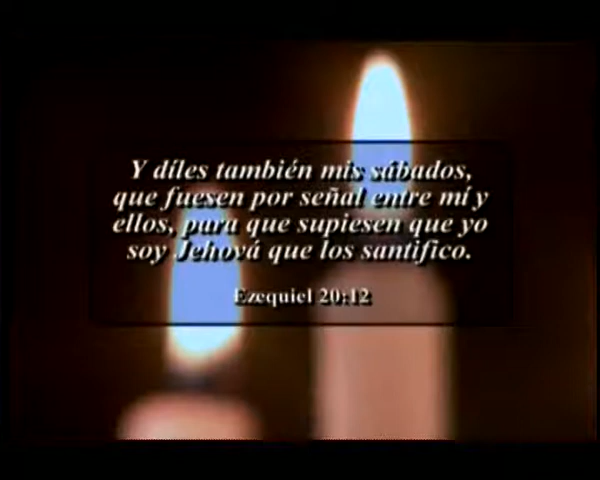 Y díles también mis sábados,
que fuesen por señal entre mí y
ellos, para que supiesen que yo
soy Jehová que los santifico.
Ezequiel 20:12